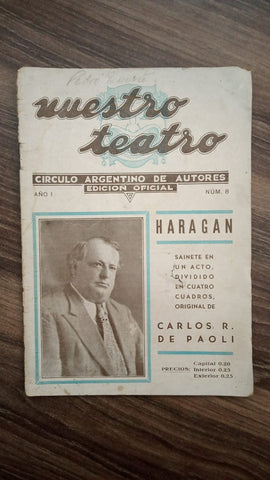 nuestro
teatro
CIRCULO ARGENTINO DE AUTORES
EDICION OFICIAL
AÑO I
NÚM. 8
HARAGAN
SAINETE EN
UN ACTO,
DIVIDIDO
EN CUATRO
CUADROS,
ORIGINAL DE
CARLOS R.
DE PAOLI
Capital 0.20
PRECIOS: Interior 0.25
Exterior 0.25